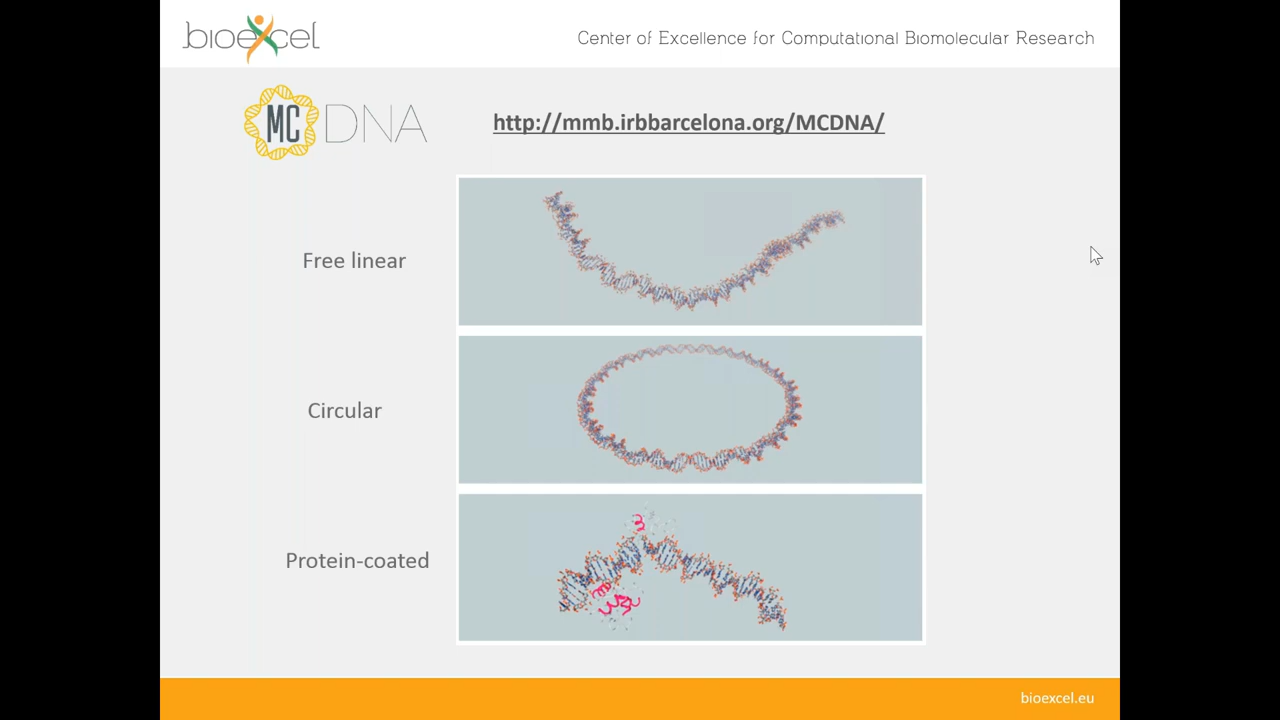 bioexcel
Center of Excellence for Computational Biomolecular Research
MC DNA
http://mmb.irbbarcelona.org/MCDNA/
Free linear
Circular
Protein-coated
bioexcel.eu